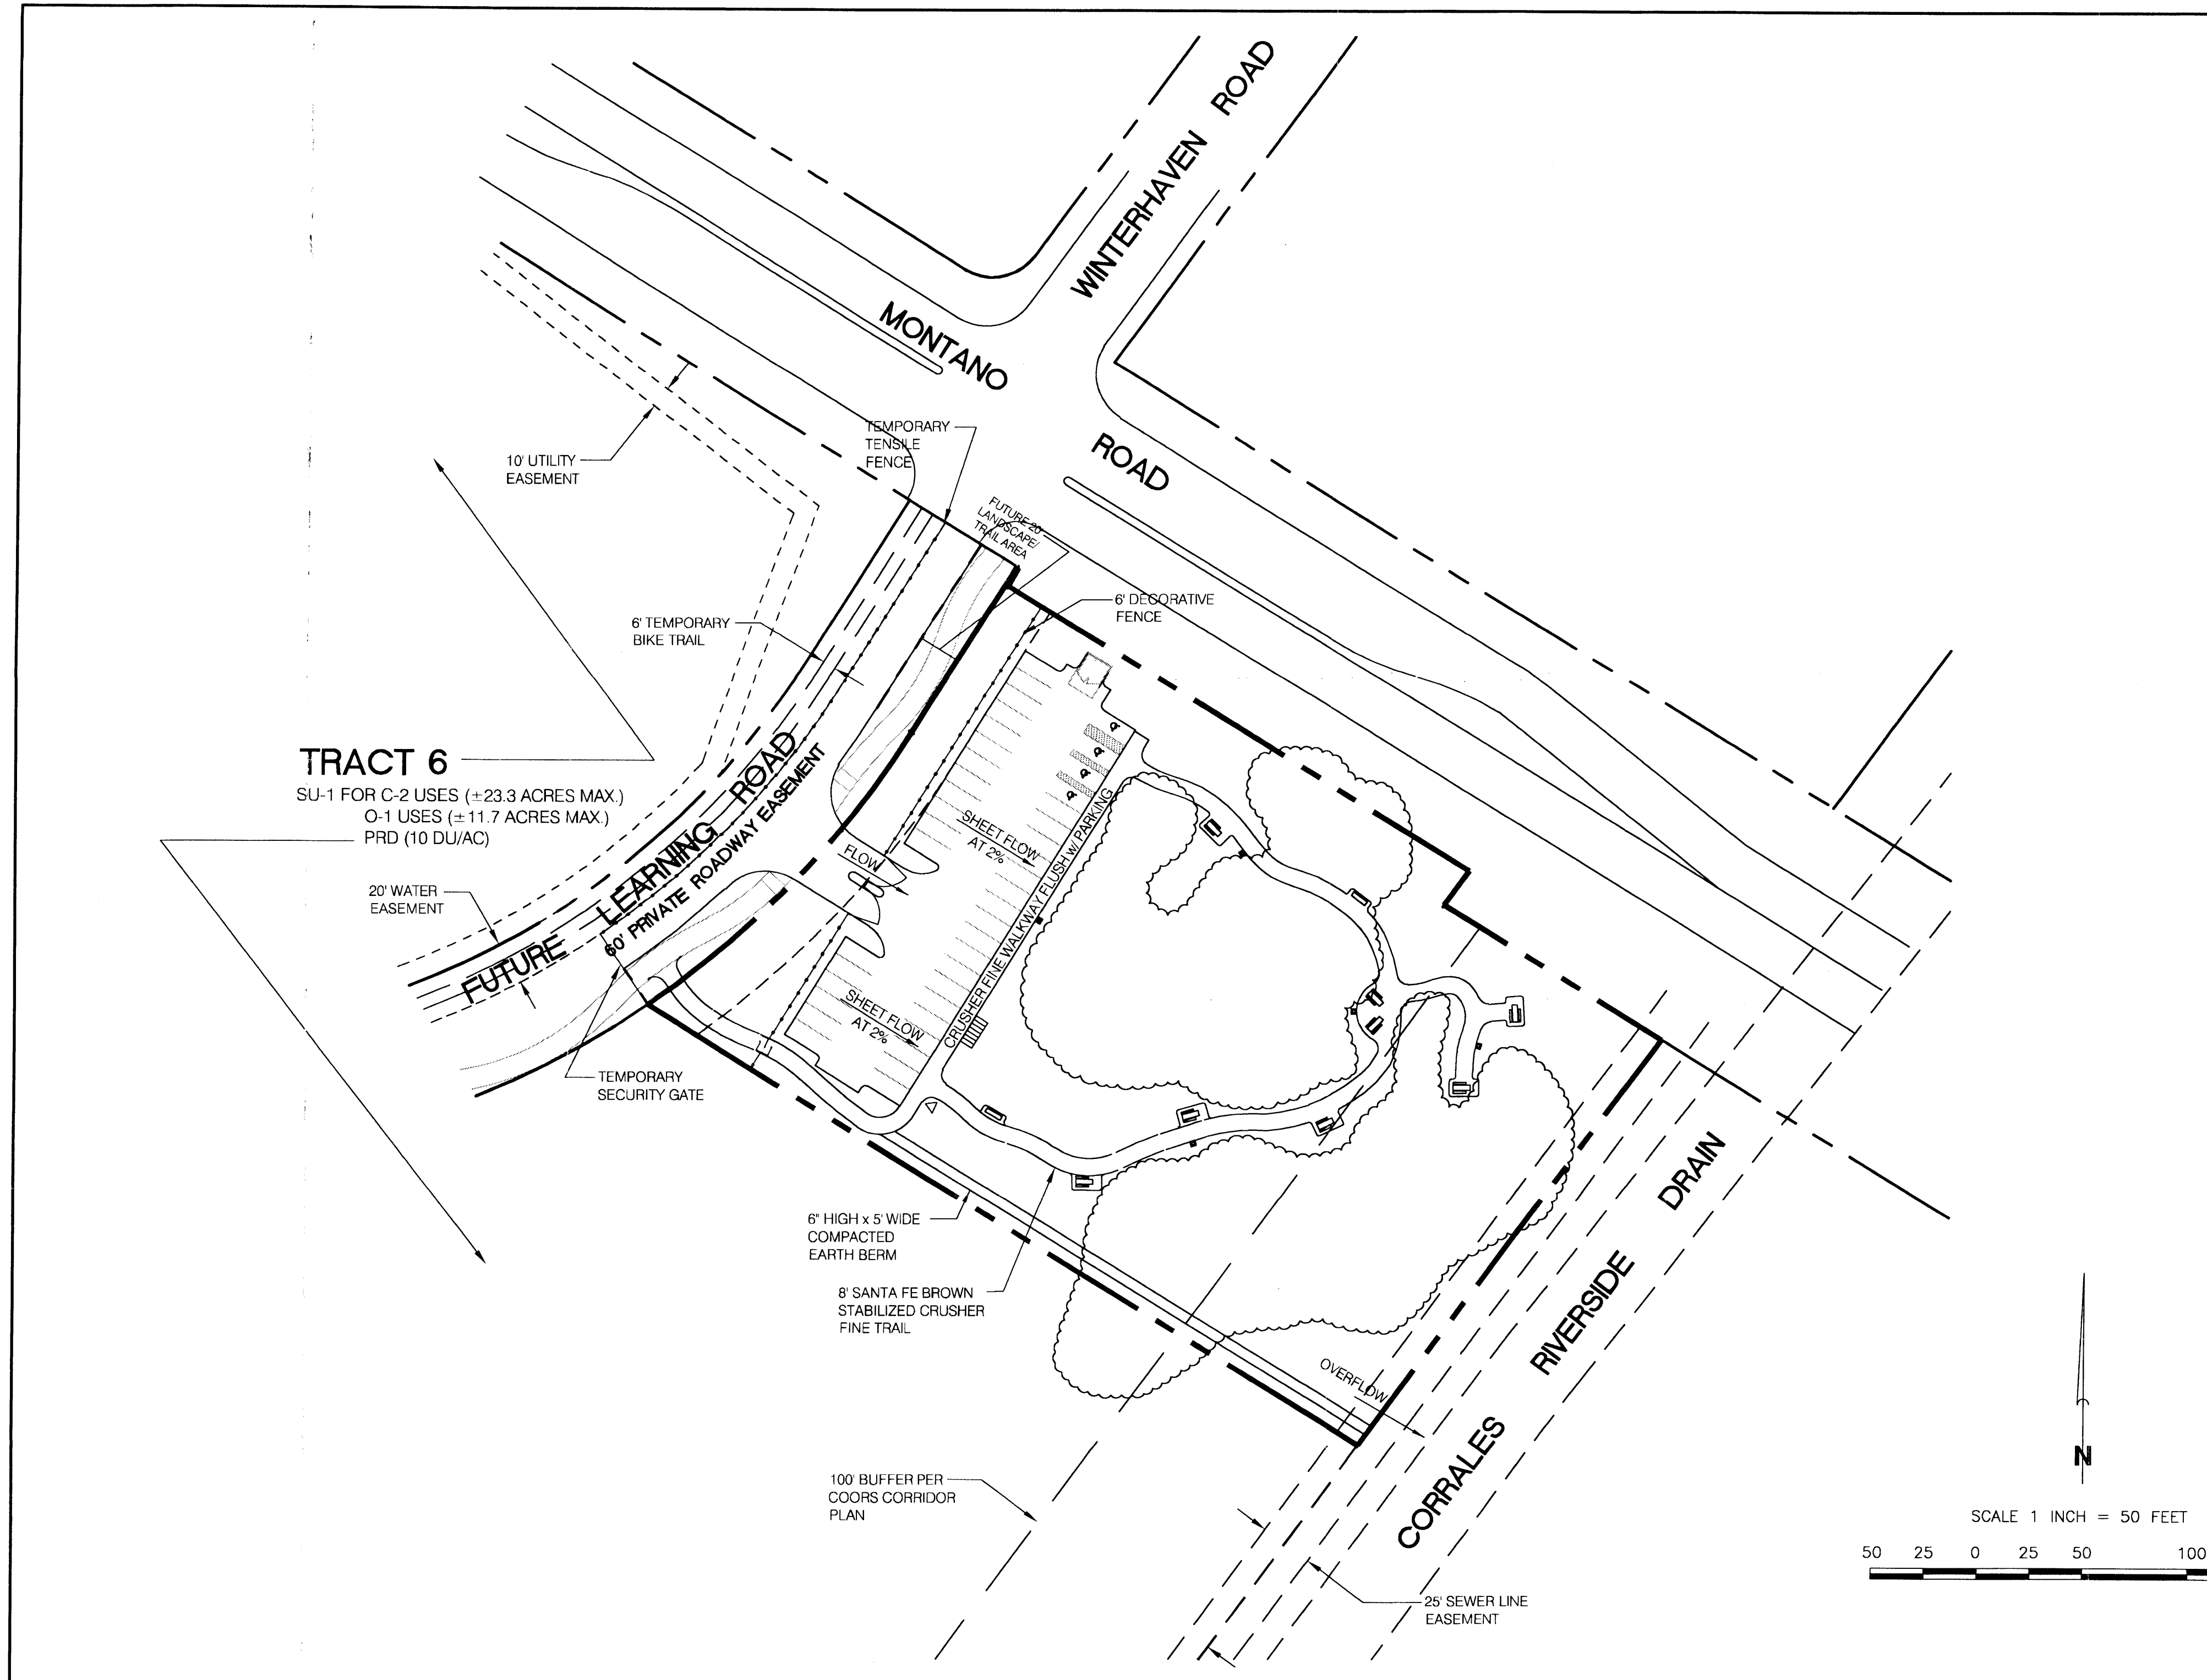 WINTERHAVEN ROAD
MONTANO
ROAD
TEMPORARY
TENSILE
FENCE
10' UTILITY
EASEMENT
FUTURE 20'
LANDSCAPE/
TRAIL AREA
6' DECORATIVE
FENCE
6' TEMPORARY
BIKE TRAIL
TRACT 6
SU-1 FOR C-2 USES (±23.3 ACRES MAX.)
O-1 USES (±11.7 ACRES MAX.)
PRD (10 DU/AC)
20' WATER
EASEMENT
FUTURE LEARNING ROAD
60' PRIVATE ROADWAY EASEMENT
FLOW
SHEET FLOW
AT 2%
CRUSHER FINE WALKWAY FLUSH w/ PARKING
SHEET FLOW
AT 2%
TEMPORARY
SECURITY GATE
6" HIGH x 5' WIDE
COMPACTED
EARTH BERM
8' SANTA FE BROWN
STABILIZED CRUSHER
FINE TRAIL
OVERFLOW
CORRALES RIVERSIDE DRAIN
100' BUFFER PER
COORS CORRIDOR
PLAN
25' SEWER LINE
EASEMENT
N
SCALE 1 INCH = 50 FEET
50 25 0 25 50 100